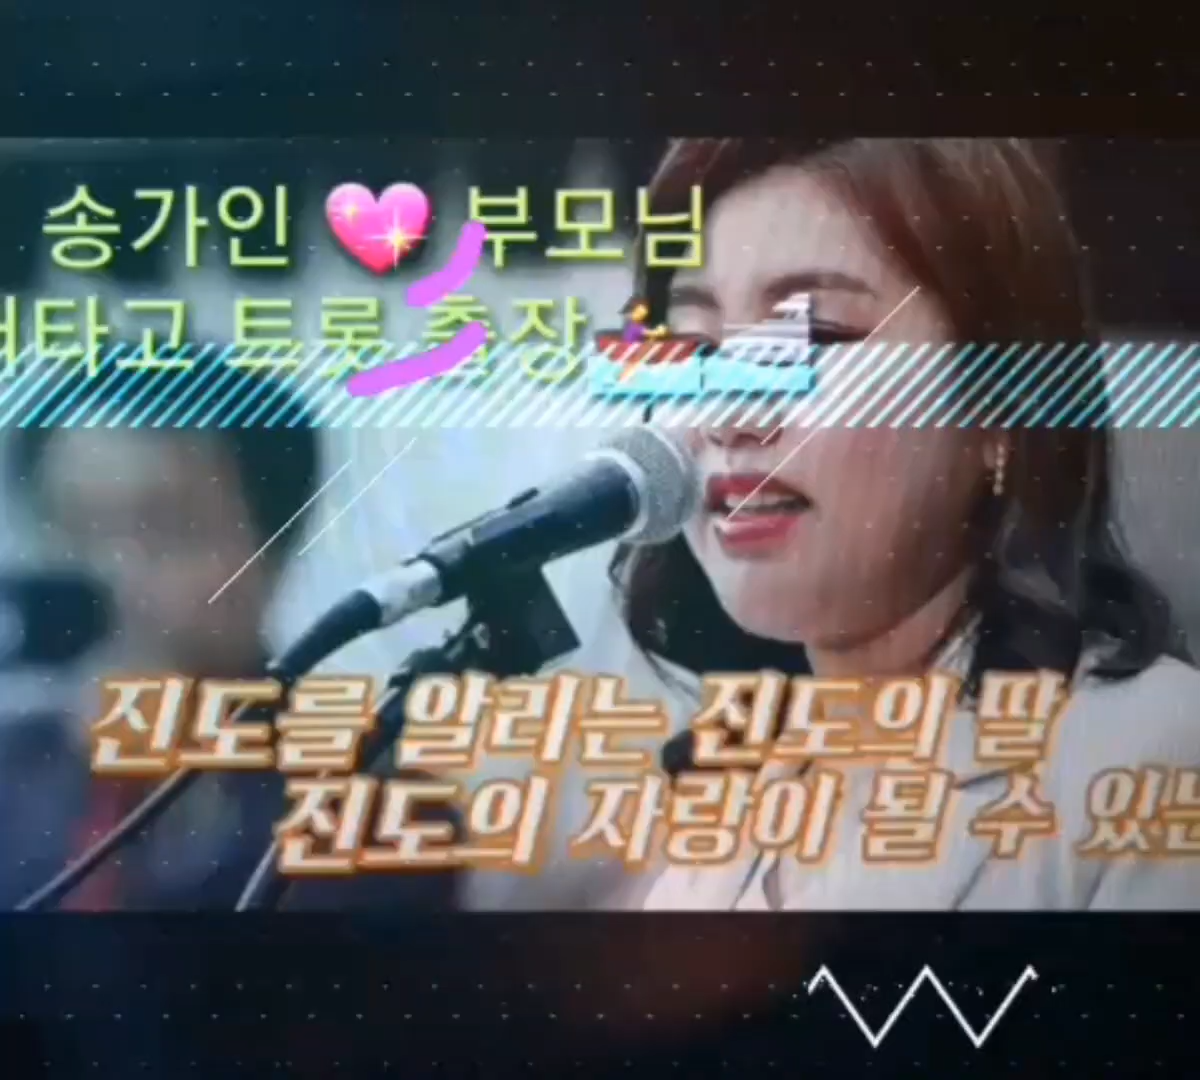 송가인 💖 부모님
타고 트롯 출장 🚣🛳
진도를 알리는 진도의 딸
진도의 자랑이 될 수 있는